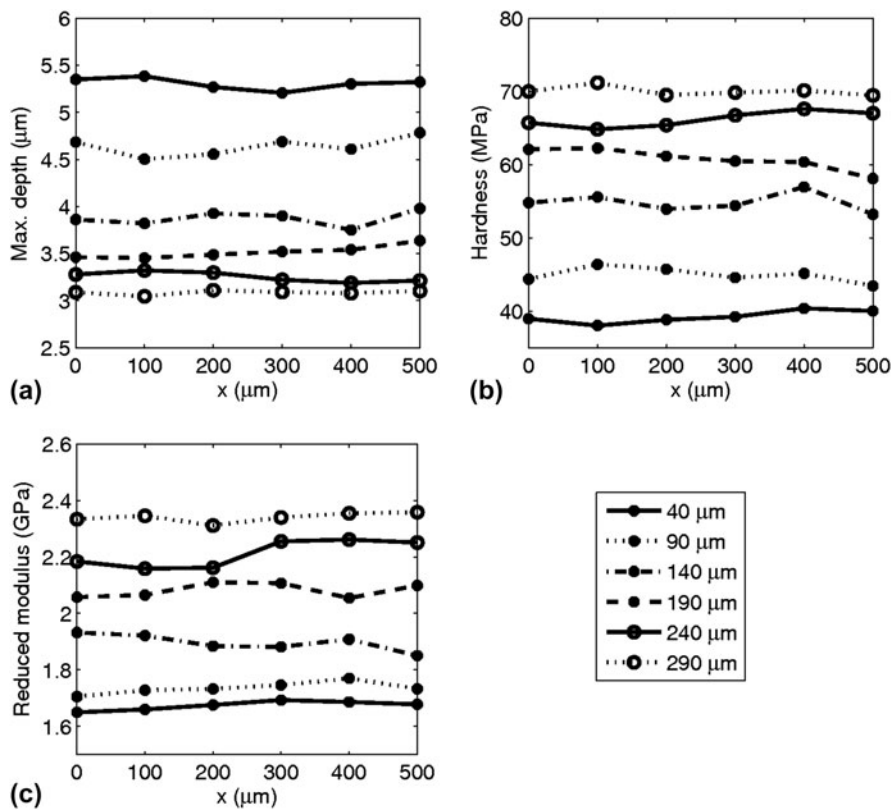 6
5.5
5
4.5
4
3.5
3
2.5
Max. depth (μm)
0 100 200 300 400 500
x (μm)
(a)
80
70
60
50
40
Hardness (MPa)
0 100 200 300 400 500
x (μm)
(b)
2.6
2.4
2.2
2
1.8
1.6
Reduced modulus (GPa)
0 100 200 300 400 500
x (μm)
(c)
40 μm
90 μm
140 μm
190 μm
240 μm
290 μm